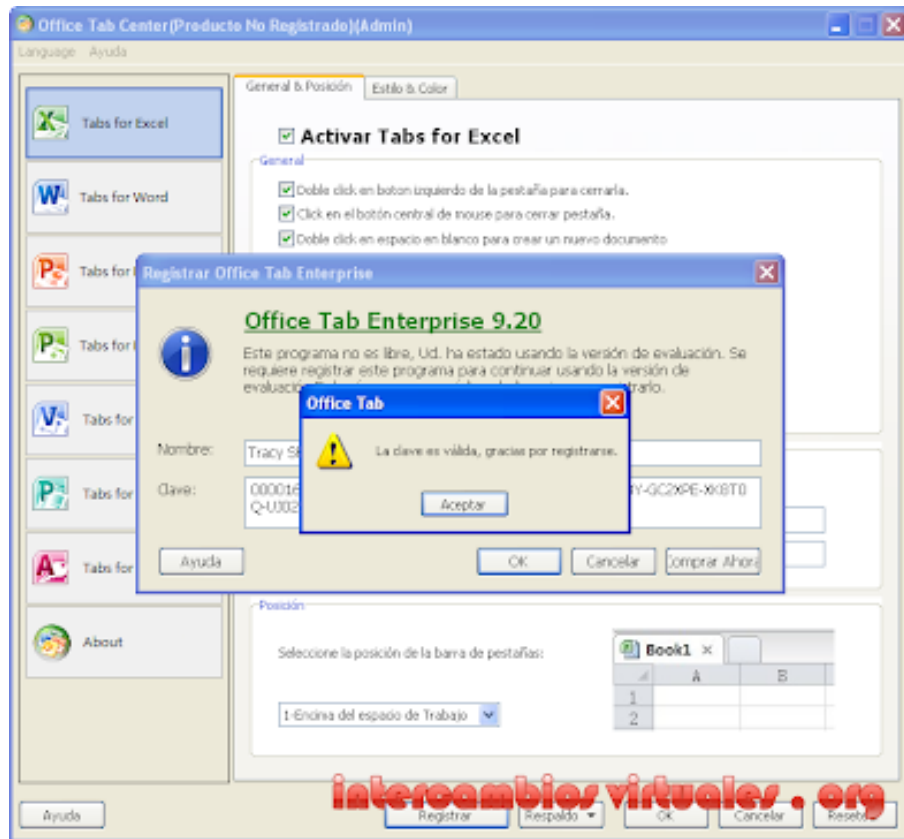 Office Tab Center(Producto No Registrado)(Admin)
Language Ayuda
General & Posición Estilo & Color
Tabs for Excel
Activar Tabs for Excel
General
Doble click en boton izquierdo de la pestaña para cerrarla.
Tabs for Word
Click en el botón central de mouse para cerrar pestaña.
Doble click en espacio en blanco para crear un nuevo documento
Tabs for
Registrar Office Tab Enterprise
Office Tab Enterprise 9.20
Este programa no es libre, Ud. ha estado usando la versión de evaluación. Se
requiere registrar este programa para continuar usando la versión de
Tabs for
Office Tab
La clave es válida, gracias por registrarse.
Aceptar
Tabs for
Nombre: Tracy
Clave:
Tabs for
Ayuda OK Cancelar Comprar Ahora
Tabs for
Posición
About
Seleccione la posición de la barra de pestañas:
Book1 ×
A B
1
2
1-Encima del espacio de Trabajo
intercambios virtuales . org
Ayuda Registrar Respaldo OK Cancelar